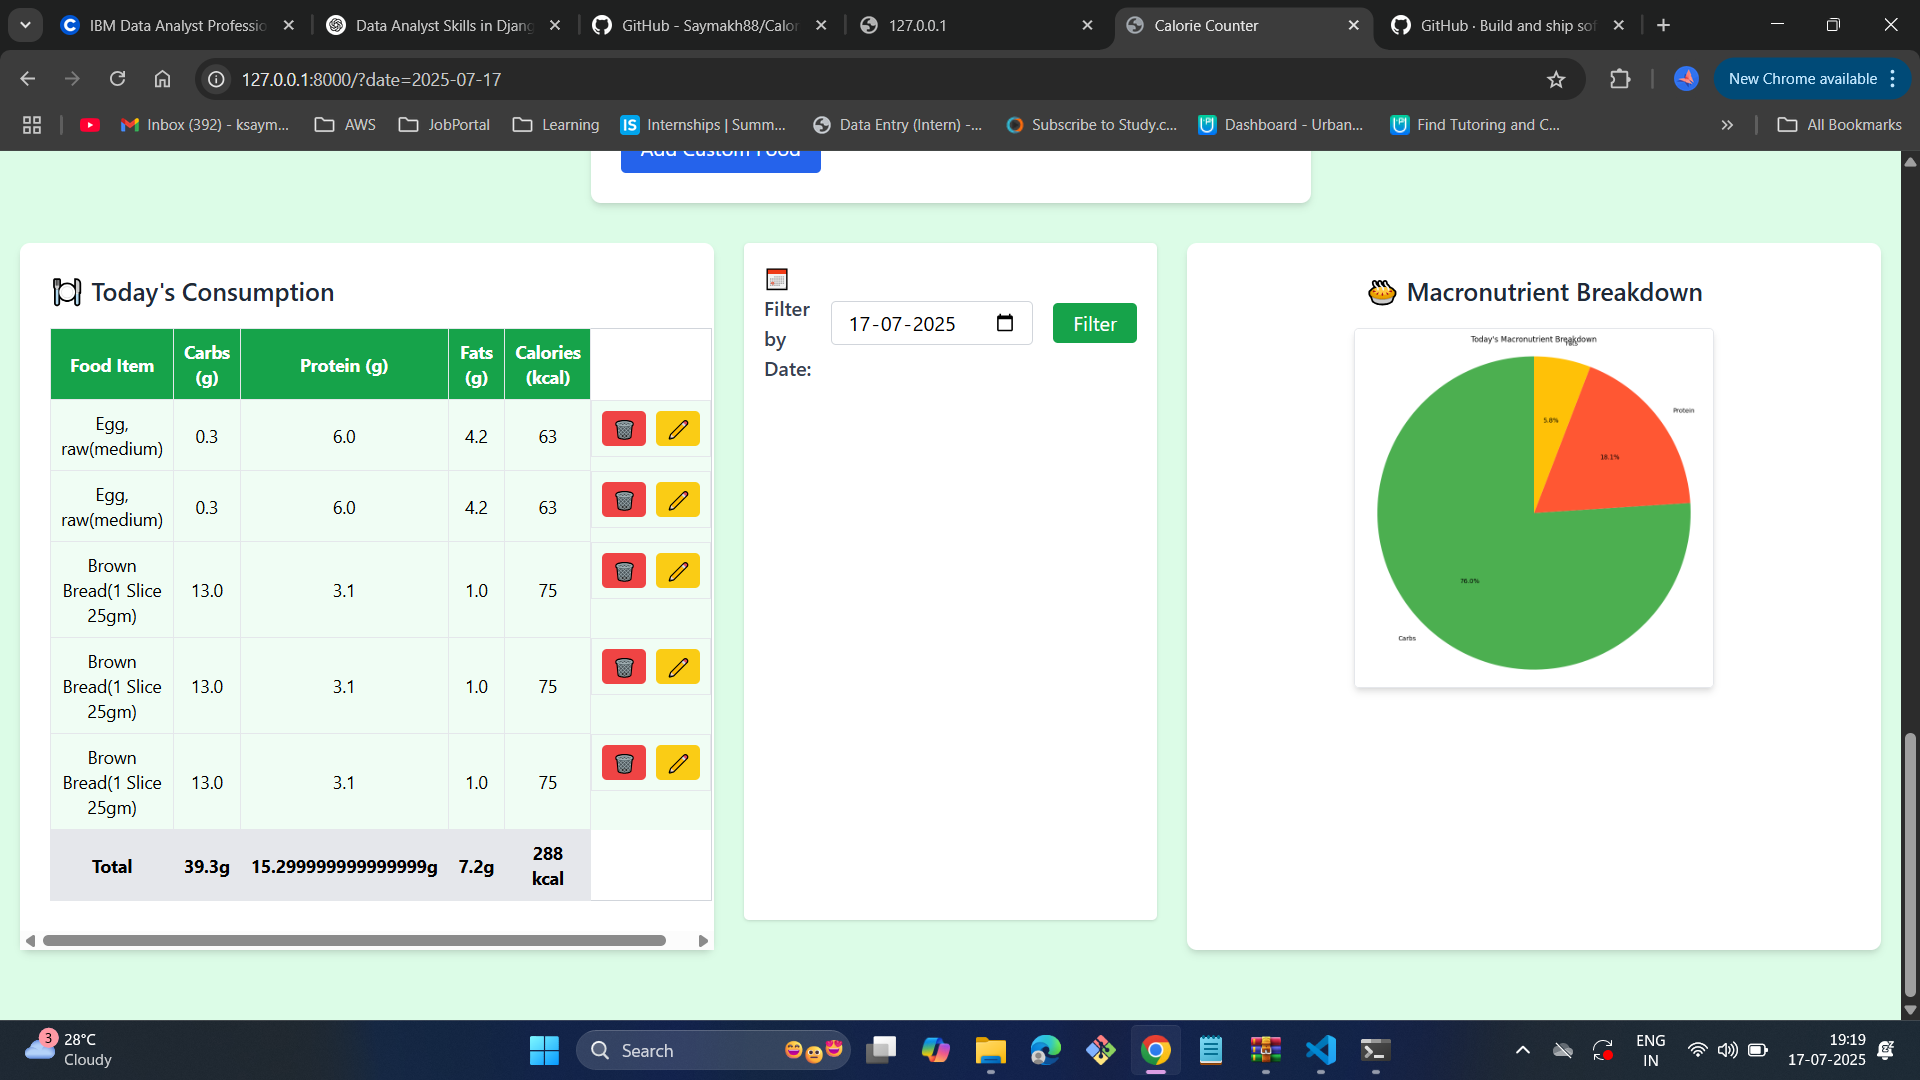 IBM Data Analyst Professio
Data Analyst Skills in Djang
GitHub - Saymakh88/Calor
127.0.0.1
Calorie Counter
GitHub · Build and ship sof
127.0.0.1:8000/?date=2025-07-17
New Chrome available
Inbox (392) - ksaym...
AWS
JobPortal
Learning
IS
Internships | Summ...
Data Entry (Intern) -...
Subscribe to Study.c...
Dashboard - Urban...
Find Tutoring and C...
All Bookmarks
Add Custom Food
Today's Consumption
Food Item Carbs (g) Protein (g) Fats (g) Calories (kcal)
Egg, raw(medium) 0.3 6.0 4.2 63
Egg, raw(medium) 0.3 6.0 4.2 63
Brown Bread(1 Slice 25gm) 13.0 3.1 1.0 75
Brown Bread(1 Slice 25gm) 13.0 3.1 1.0 75
Brown Bread(1 Slice 25gm) 13.0 3.1 1.0 75
Total 39.3g 15.299999999999999g 7.2g 288 kcal
Filter
by
Date:
17-07-2025
Filter
Macronutrient Breakdown
Today's Macronutrient Breakdown
Fats
5.8%
Protein
18.1%
76.0%
Carbs
3
28°C
Cloudy
Search
ENG
IN
19:19
17-07-2025